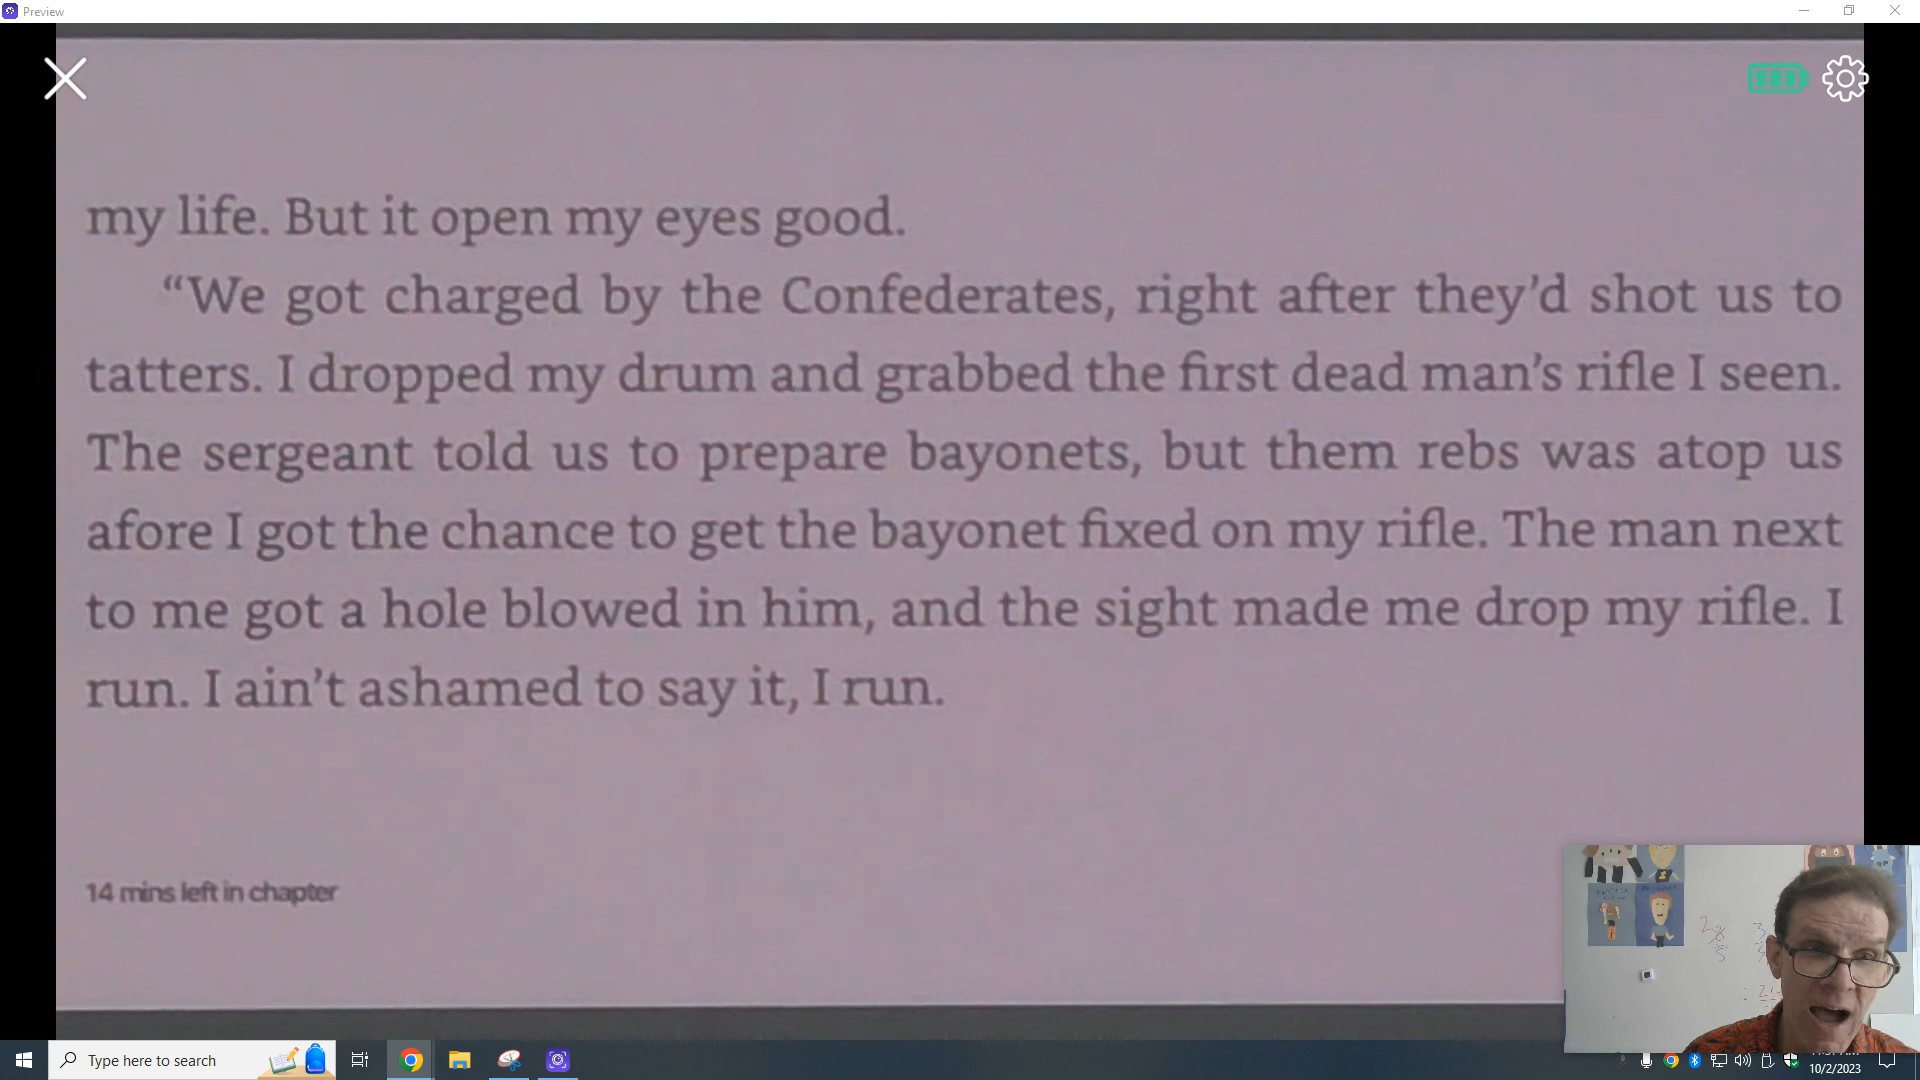 Preview
my life. But it open my eyes good.
“We got charged by the Confederates, right after they’d shot us to
tatters. I dropped my drum and grabbed the first dead man’s rifle I seen.
The sergeant told us to prepare bayonets, but them rebs was atop us
afore I got the chance to get the bayonet fixed on my rifle. The man next
to me got a hole blowed in him, and the sight made me drop my rifle. I
run. I ain’t ashamed to say it, I run.
14 mins left in chapter
Type here to search
10/2/2023